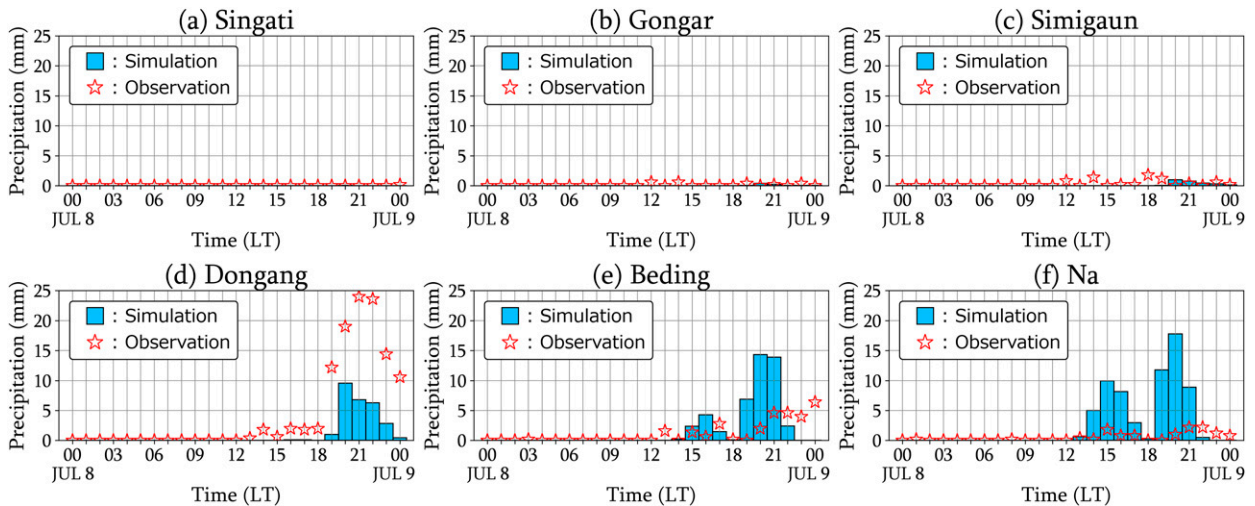 (a) Singati
Precipitation (mm)
25
20
15
10
5
0
: Simulation
: Observation
00 03 06 09 12 15 18 21 00
JUL 8 JUL 9
Time (LT)
(b) Gongar
Precipitation (mm)
25
20
15
10
5
0
: Simulation
: Observation
00 03 06 09 12 15 18 21 00
JUL 8 JUL 9
Time (LT)
(c) Simigaun
Precipitation (mm)
25
20
15
10
5
0
: Simulation
: Observation
00 03 06 09 12 15 18 21 00
JUL 8 JUL 9
Time (LT)
(d) Dongang
Precipitation (mm)
25
20
15
10
5
0
: Simulation
: Observation
00 03 06 09 12 15 18 21 00
JUL 8 JUL 9
Time (LT)
(e) Beding
Precipitation (mm)
25
20
15
10
5
0
: Simulation
: Observation
00 03 06 09 12 15 18 21 00
JUL 8 JUL 9
Time (LT)
(f) Na
Precipitation (mm)
25
20
15
10
5
0
: Simulation
: Observation
00 03 06 09 12 15 18 21 00
JUL 8 JUL 9
Time (LT)